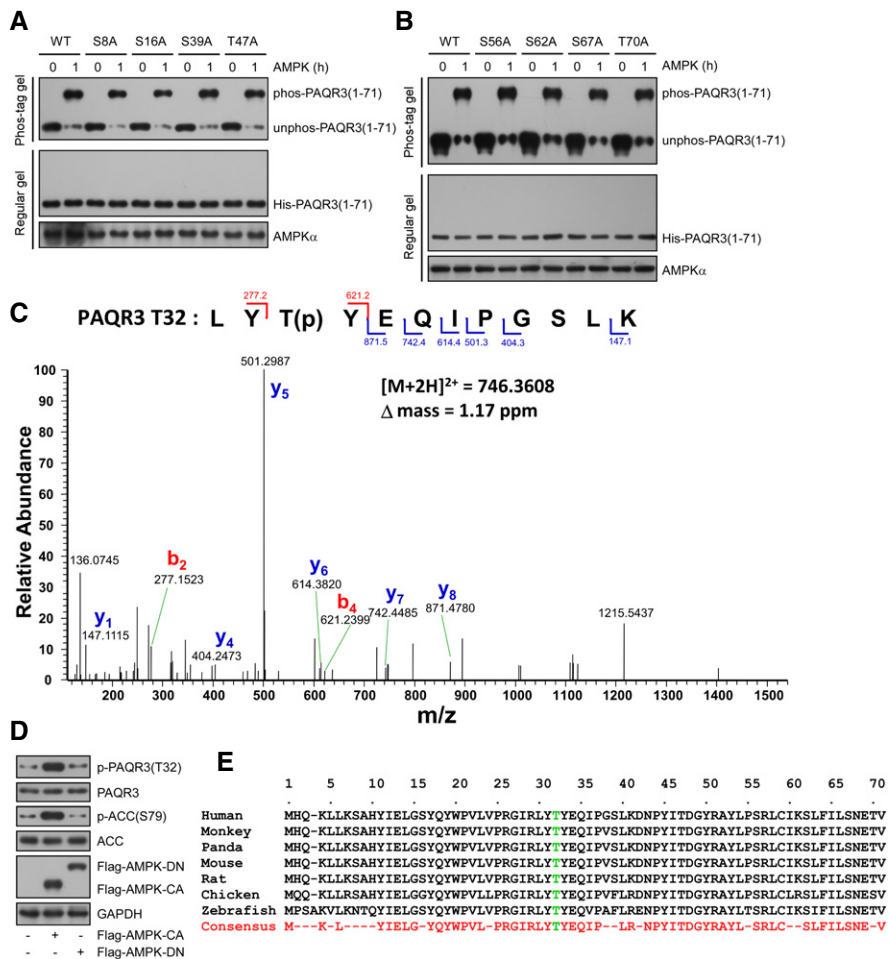 A
WT S8A S16A S39A T47A
0 1 0 1 0 1 0 1 0 1 AMPK (h)
Phos-tag gel
phos-PAQR3(1-71)
unphos-PAQR3(1-71)
Regular gel
His-PAQR3(1-71)
AMPKα
B
WT S56A S62A S67A T70A
0 1 0 1 0 1 0 1 0 1 AMPK (h)
Phos-tag gel
phos-PAQR3(1-71)
unphos-PAQR3(1-71)
Regular gel
His-PAQR3(1-71)
AMPKα
C
277.2 621.2
PAQR3 T32 : L Y T(p) Y E Q I P G S L K
871.5 742.4 614.4 501.3 404.3 147.1
[M+2H]2+ = 746.3608
Δ mass = 1.17 ppm
Relative Abundance
100
90
80
70
60
50
40
30
20
10
0
501.2987
y5
136.0745
y1
147.1115
b2
277.1523
y4
404.2473
y6
614.3820
b4
621.2399
y7
742.4485
y8
871.4780
1215.5437
200 300 400 500 600 700 800 900 1000 1100 1200 1300 1400 1500
m/z
D
p-PAQR3(T32)
PAQR3
p-ACC(S79)
ACC
Flag-AMPK-DN
Flag-AMPK-CA
GAPDH
- + - Flag-AMPK-CA
- - + Flag-AMPK-DN
E
1 5 10 15 20 25 30 35 40 45 50 55 60 65 70
Human MHQ-KLLKSAHYIELGSYQYWPVLVPRGIRLYTYEQIPGSLKDNPYITDGYRAYLPSRLCIKSLFILSNETV
Monkey MHQ-KLLKSAHYIELGSYQYWPVLVPRGIRLYTYEQIPVSLKDNPYITDGYRAYLPSRLCIKSLFILSNETV
Panda MHQ-KLLKSAHYIELGSYQYWPVLVPRGIRLYTYEQIPVSLKDNPYITDGYRAYLPSRLCIKSLFILSNETV
Mouse MHQ-KLLKSAHYIELGSYQYWPVLVPRGIRLYTYEQIPVSLKDNPYITDGYRAYLPSRLCIKSLFILSNETV
Rat MHQ-KLLKSAHYIELGSYQYWPVLVPRGIRLYTYEQIPVSLKDNPYITDGYRAYLPSRLCIKSLFILSNETV
Chicken MQQ-KLLRSAHYIELGSYQYWPVLLPRGIRLYTYEQIPVFLRDNPYITDGYRAYLPSRLCLRSLFILSNESV
Zebrafish MPSAKVLKNTQYIELGSYQYWPVLVPRGIRLYTYEQVPAFLRENPYITDGYRAYLTSRLCIKSIFILSNETV
Consensus M---K-L----YIELGSYQYWPVL-PRGIRLYTYEQIP--LR-NPYITDGYRAYL-SRLC--SLFILSNE-V